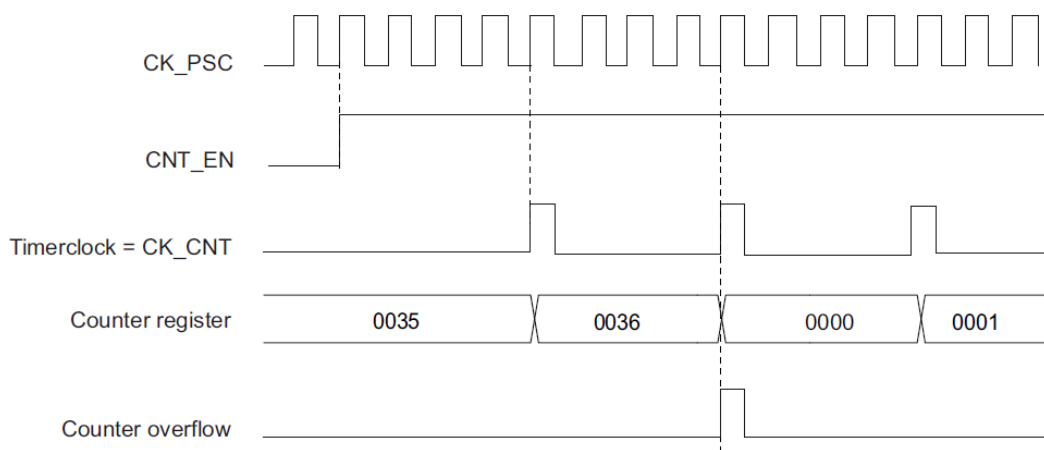 CK_PSC
CNT_EN
Timerclock = CK_CNT
Counter register 0035 0036 0000 0001
Counter overflow